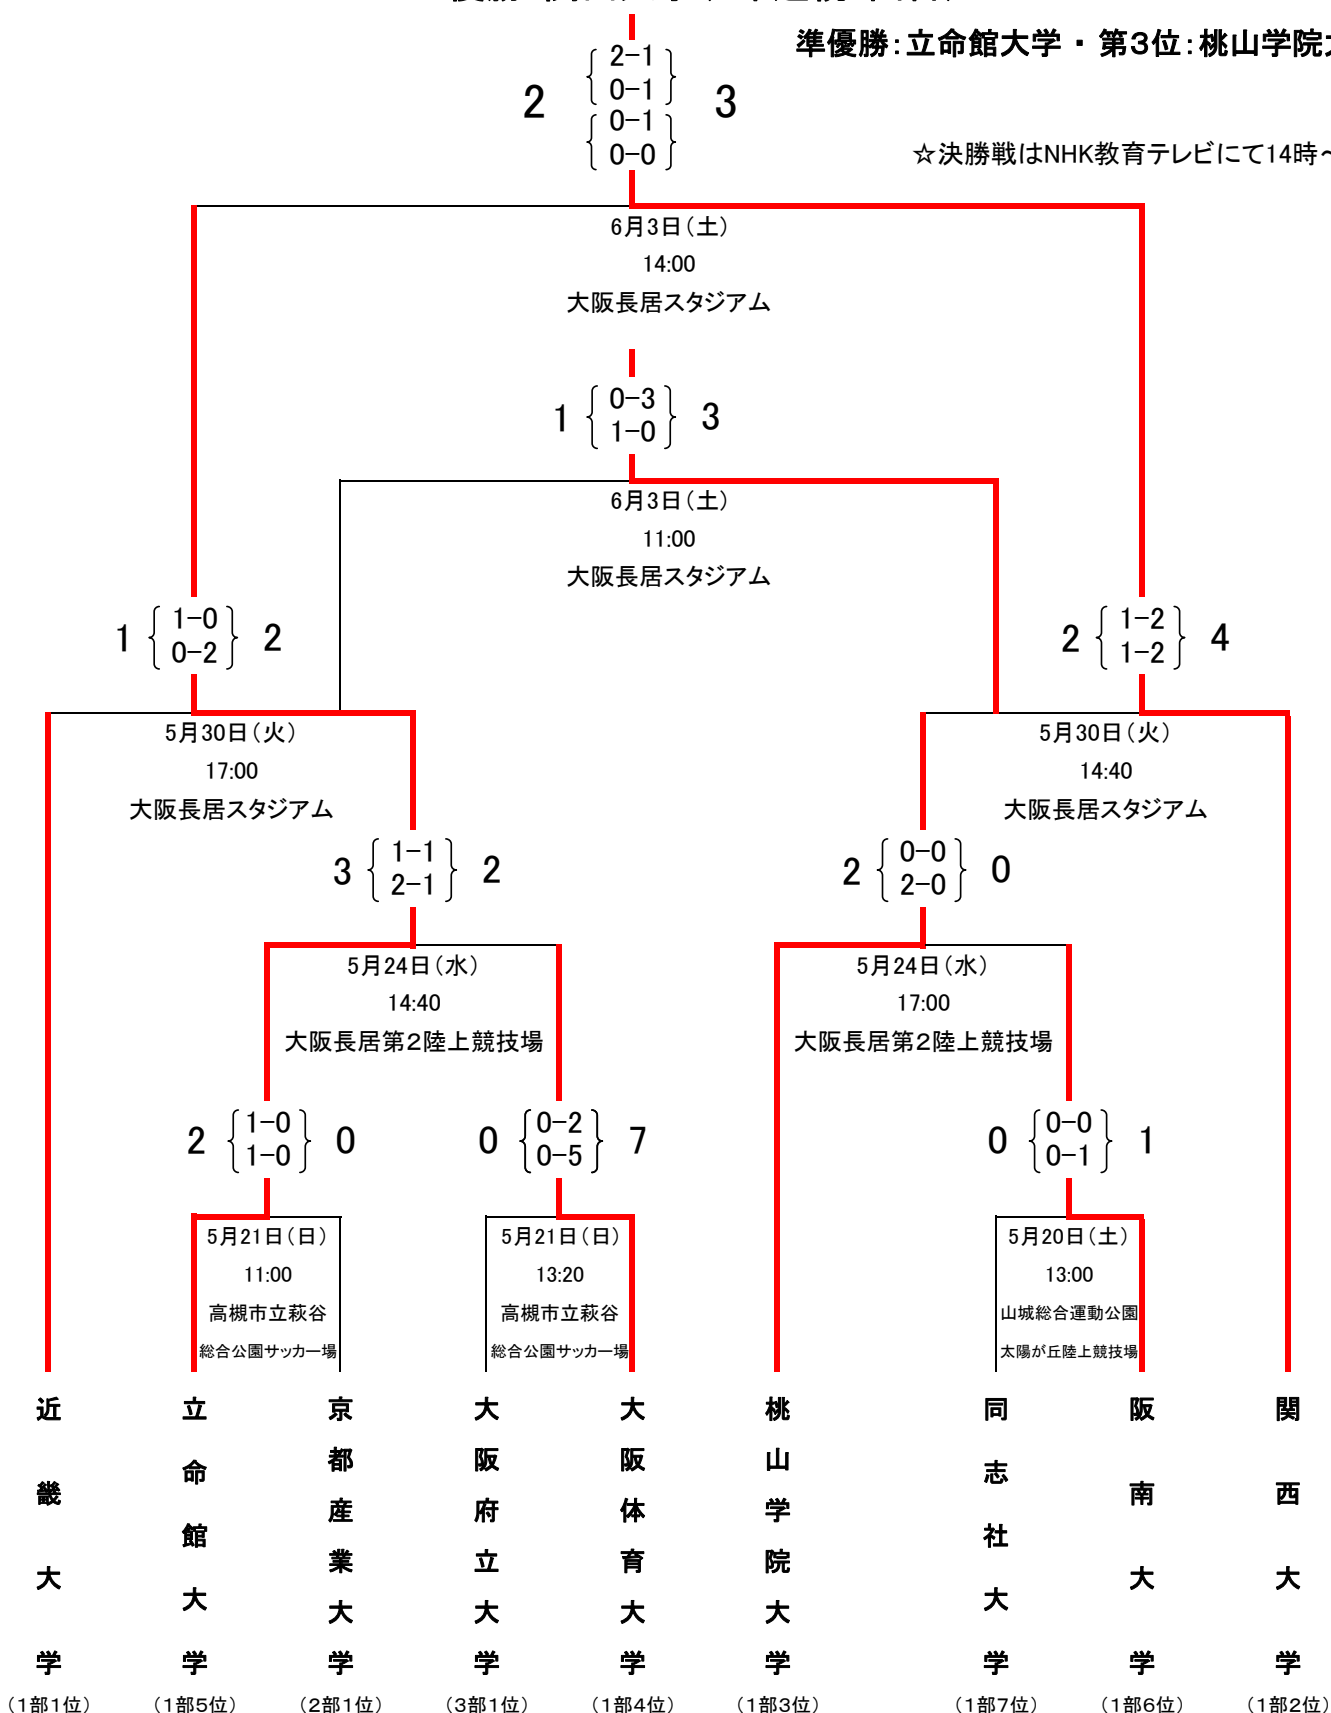 準優勝：立命館大学 ・ 第3位：桃山学院
2-1
0-1
0-1
0-0
2
3
☆決勝戦はNHK教育テレビにて14時～
6月3日（土）
14:00
大阪長居スタジアム
0-3
1-0
1
3
6月3日（土）
11:00
大阪長居スタジアム
1-0
0-2
1
2
5月30日（火）
17:00
大阪長居スタジアム
1-2
1-2
2
4
5月30日（火）
14:40
大阪長居スタジアム
1-1
2-1
3
2
5月24日（水）
14:40
大阪長居第2陸上競技場
0-0
2-0
2
0
5月24日（水）
17:00
大阪長居第2陸上競技場
1-0
1-0
2
0
5月21日（日）
11:00
高槻市立萩谷
総合公園サッカー場
0-2
0-5
0
7
5月21日（日）
13:20
高槻市立萩谷
総合公園サッカー場
0-0
0-1
0
1
5月20日（土）
13:00
山城総合運動公園
太陽が丘陸上競技場
近畿大学
（1部1位）
立命館大学
（1部5位）
京都産業大学
（2部1位）
大阪府立大学
（3部1位）
大阪体育大学
（1部4位）
桃山学院大学
（1部3位）
同志社大学
（1部7位）
阪南大学
（1部6位）
関西大学
（1部2位）